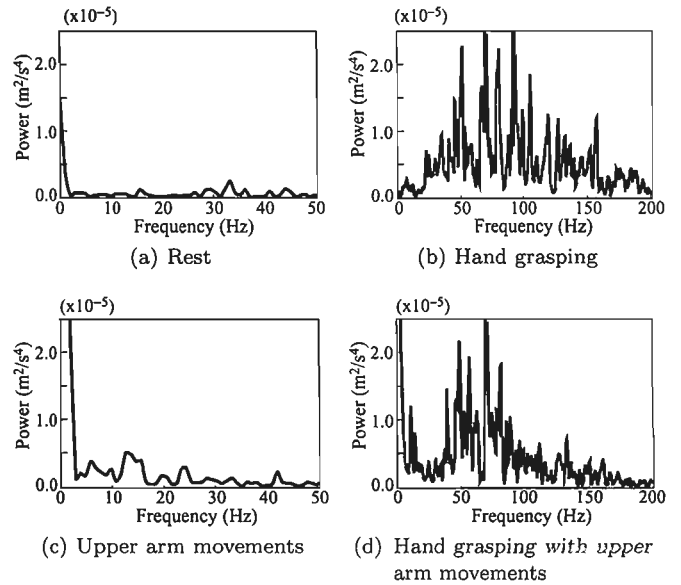 (x10⁻⁵)
Power (m²/s⁴)
2.0
1.0
0.0
0 10 20 30 40 50
Frequency (Hz)
(a) Rest
(x10⁻⁵)
Power (m²/s⁴)
2.0
1.0
0.0
0 50 100 150 200
Frequency (Hz)
(b) Hand grasping
(x10⁻⁵)
Power (m²/s⁴)
2.0
1.0
0.0
0 10 20 30 40 50
Frequency (Hz)
(c) Upper arm movements
(x10⁻⁵)
Power (m²/s⁴)
2.0
1.0
0.0
0 50 100 150 200
Frequency (Hz)
(d) Hand grasping with upper
arm movements